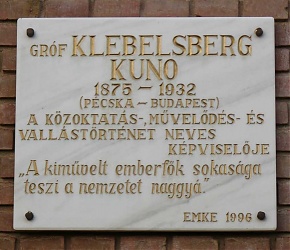 GRÓF KLEBELSBERG
KUNO
1875 – 1932
(PÉCSKA – BUDAPEST)
A KÖZOKTATÁS-, MŰVELŐDÉS- ÉS
VALLÁSTÖRTÉNET NEVES
KÉPVISELŐJE
„A kiművelt emberfők sokasága
teszi a nemzetet naggyá.”
EMKE 1996